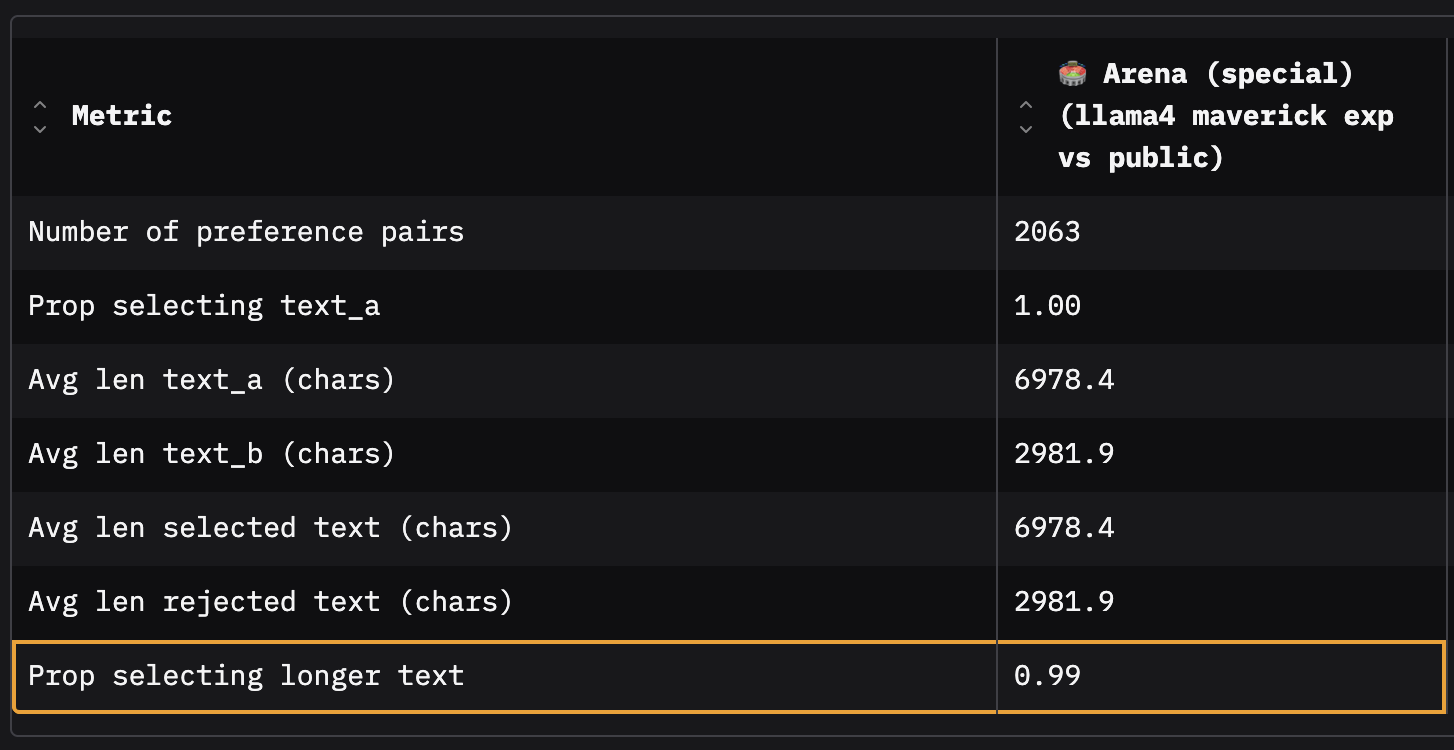 Metric
🏟️ Arena (special)
(llama4 maverick exp
vs public)
Number of preference pairs 2063
Prop selecting text_a 1.00
Avg len text_a (chars) 6978.4
Avg len text_b (chars) 2981.9
Avg len selected text (chars) 6978.4
Avg len rejected text (chars) 2981.9
Prop selecting longer text 0.99